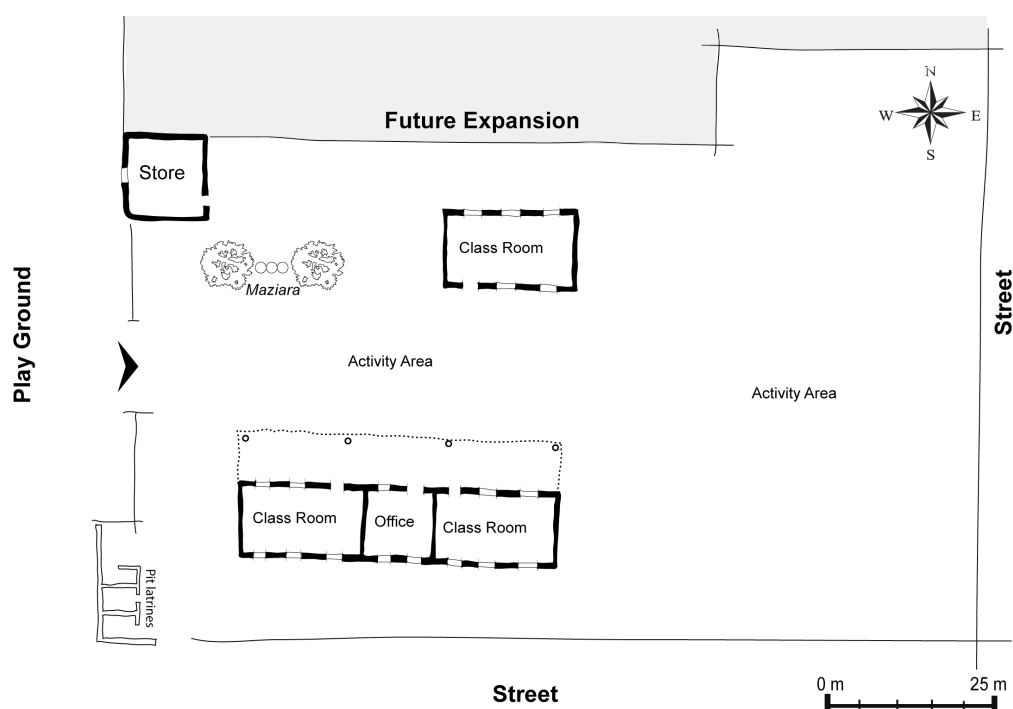 Future Expansion
N
W
E
S
Store
Class Room
Maziara
Play Ground
Street
Activity Area
Activity Area
Class Room
Office
Class Room
Pit latrines
Street
0 m
25 m